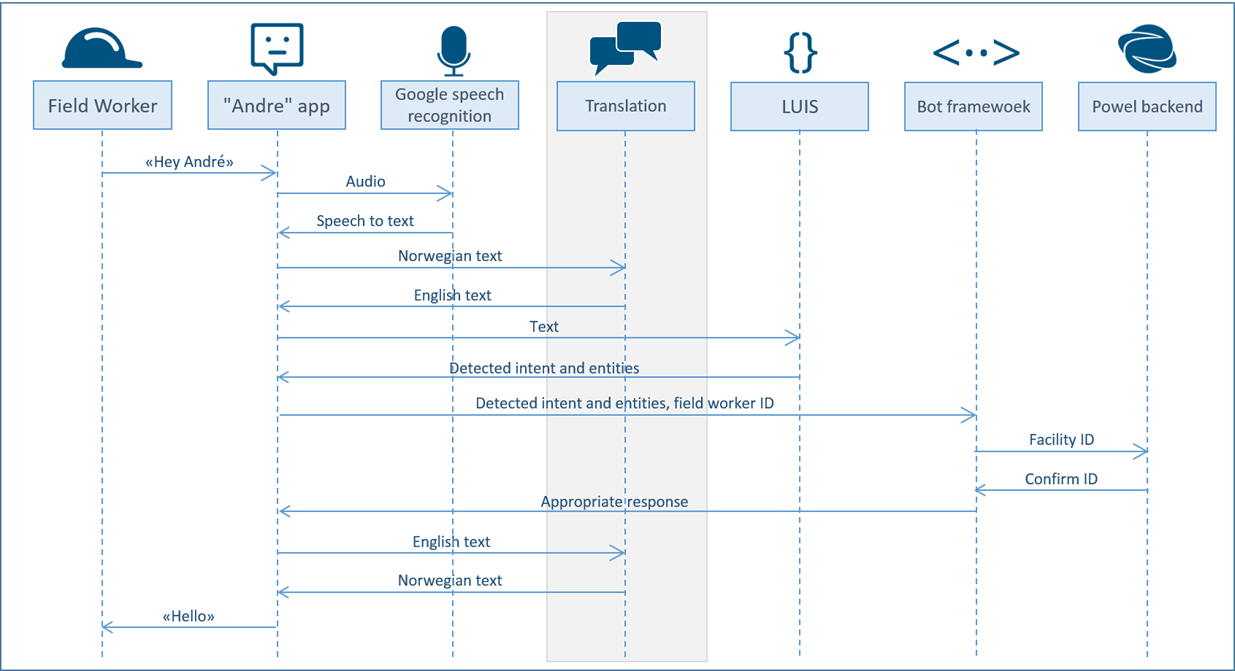 Field Worker
"Andre" app
Google speech
recognition
Translation
LUIS
Bot framewoek
Powel backend
«Hey André»
Audio
Speech to text
Norwegian text
English text
Text
Detected intent and entities
Detected intent and entities, field worker ID
Facility ID
Confirm ID
Appropriate response
English text
Norwegian text
«Hello»